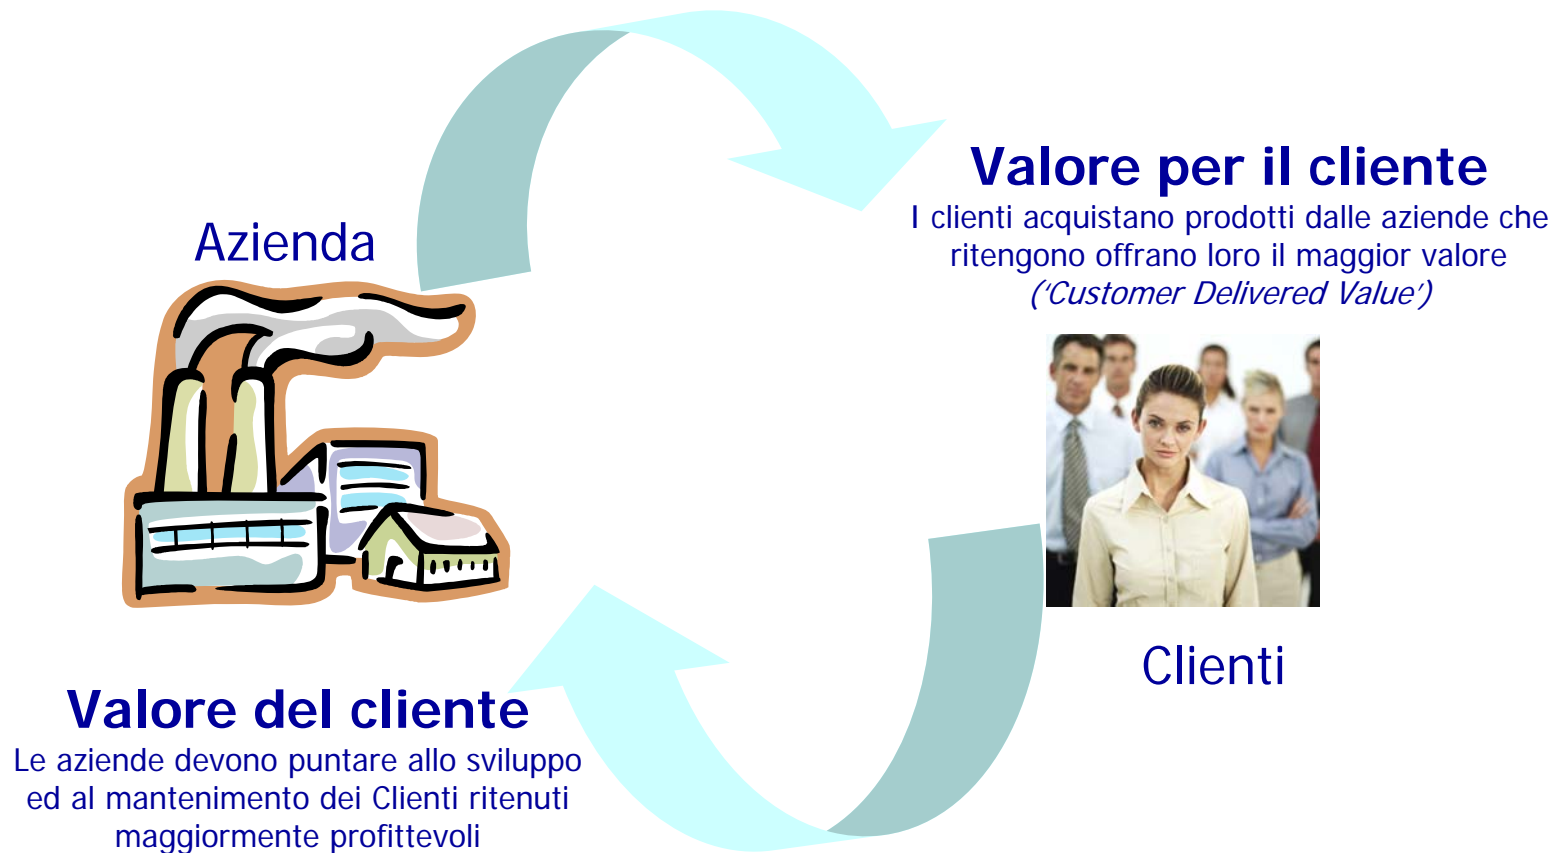 Azienda
Valore per il cliente
I clienti acquistano prodotti dalle aziende che
ritengono offrano loro il maggior valore
(‘Customer Delivered Value’)
Clienti
Valore del cliente
Le aziende devono puntare allo sviluppo
ed al mantenimento dei Clienti ritenuti
maggiormente profittevoli